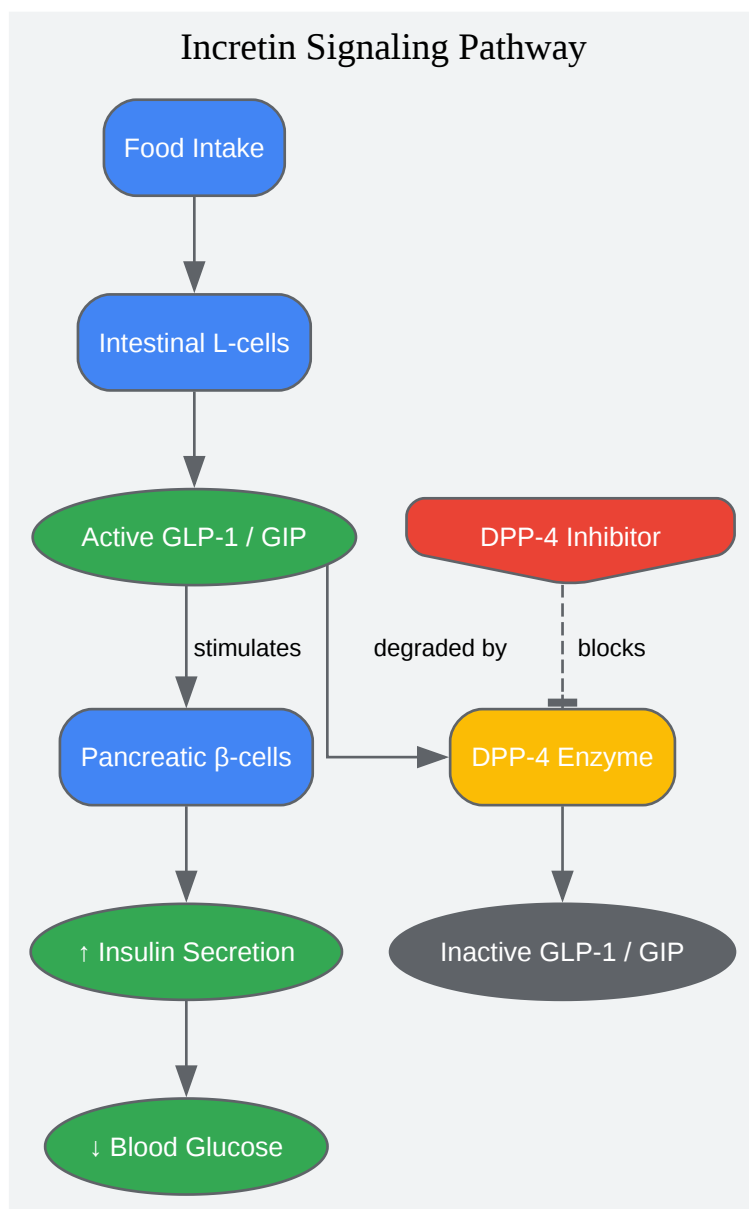 Incretin Signaling Pathway
Food Intake
Intestinal L-cells
Active GLP-1 / GIP
DPP-4 Inhibitor
stimulates
degraded by
blocks
Pancreatic β-cells
DPP-4 Enzyme
↑ Insulin Secretion
Inactive GLP-1 / GIP
↓ Blood Glucose